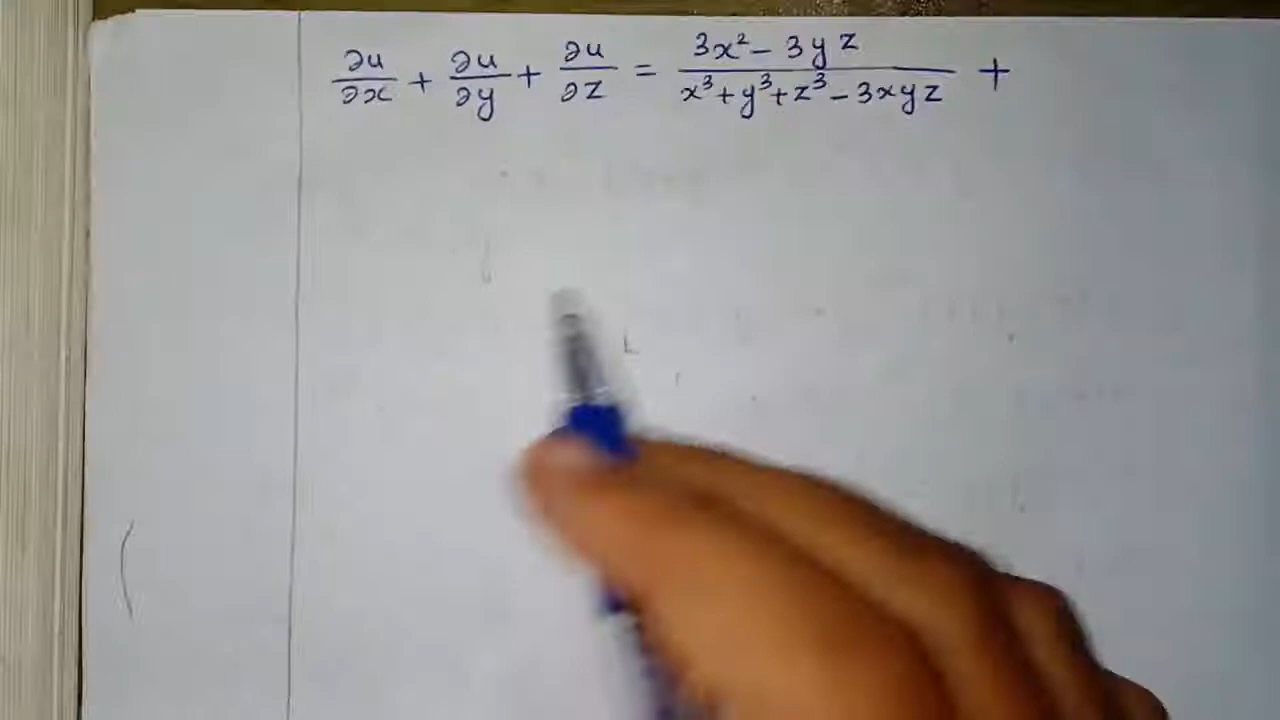 ∂u/∂x + ∂u/∂y + ∂u/∂z = (3x² - 3yz)/(x³ + y³ + z³ - 3xyz) +